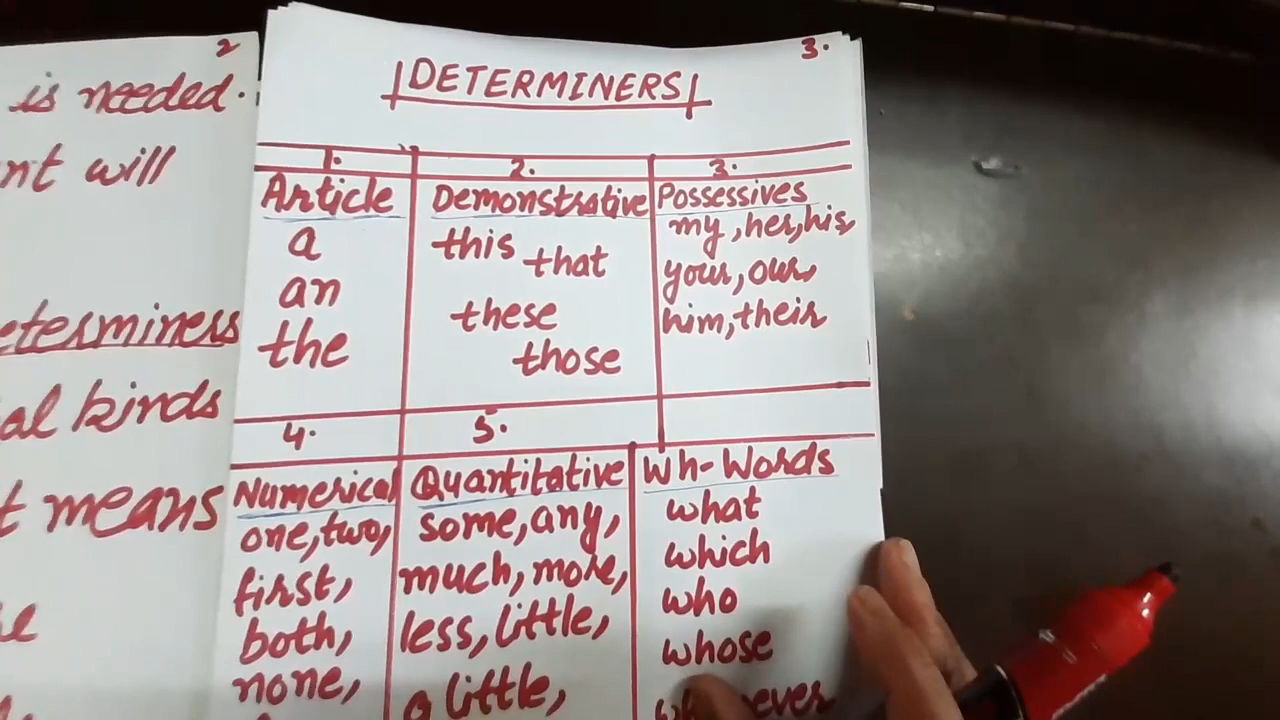 2
is needed.
nt will
eterminers
al kinds
t means
3.
DETERMINERS
1.
Article
a
an
the
2.
Demonstrative
this that
these
those
3.
Possessives
my, her, his,
your, our,
him, their
4.
Numerical
one, two,
first,
both,
none,
5.
Quantitative
some, any,
much, more,
less, little,
a little,
Wh-Words
what
which
who
whose